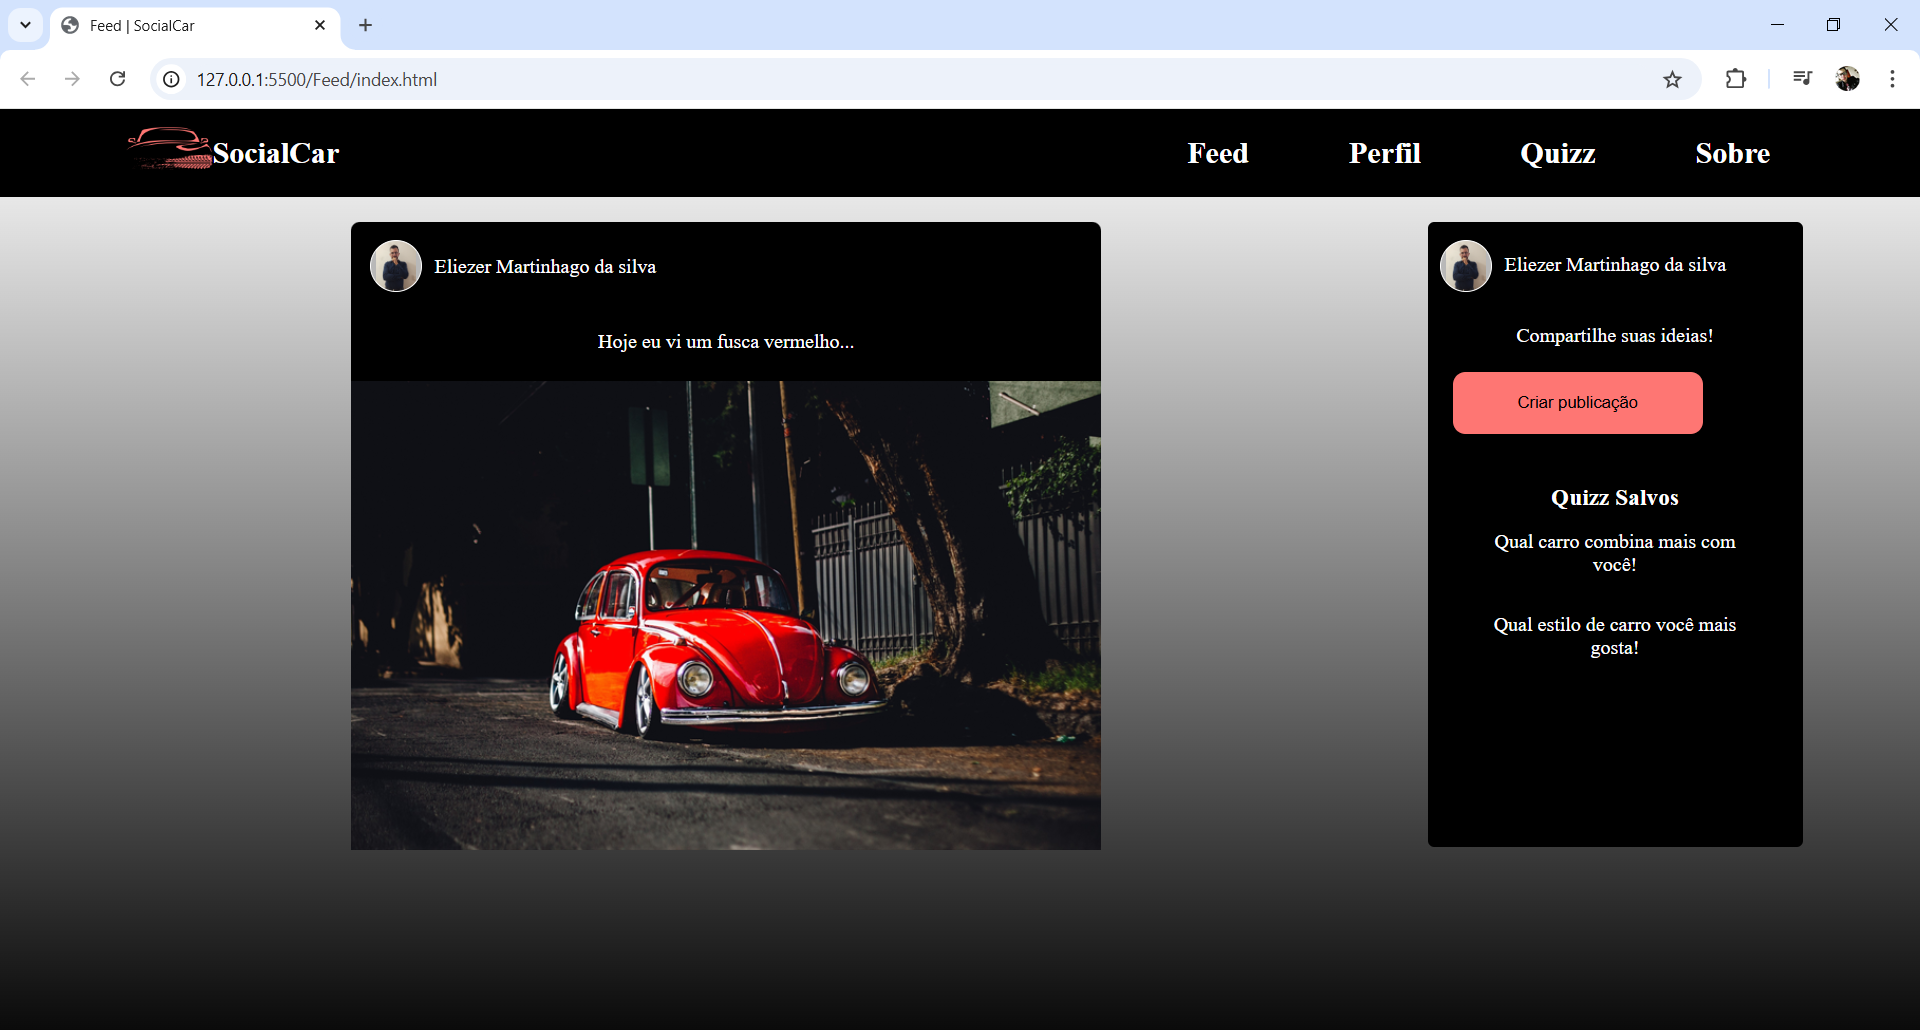 Feed | SocialCar
127.0.0.1:5500/Feed/index.html
SocialCar
Feed
Perfil
Quizz
Sobre
Eliezer Martinhago da silva
Hoje eu vi um fusca vermelho...
Eliezer Martinhago da silva
Compartilhe suas ideias!
Criar publicação
Quizz Salvos
Qual carro combina mais com
você!
Qual estilo de carro você mais
gosta!